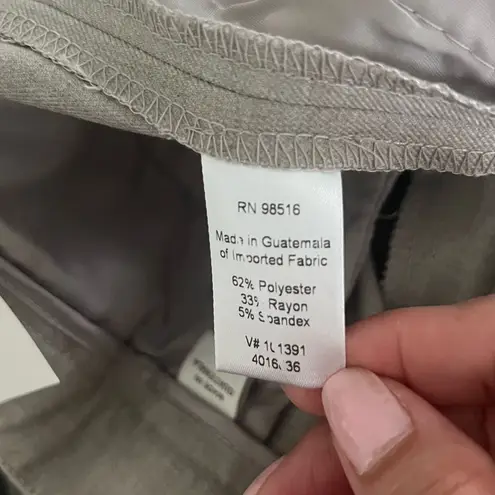 RN 98516
Made in Guatemala
of Imported Fabric
62% Polyester
33% Rayon
5% Spandex
V#